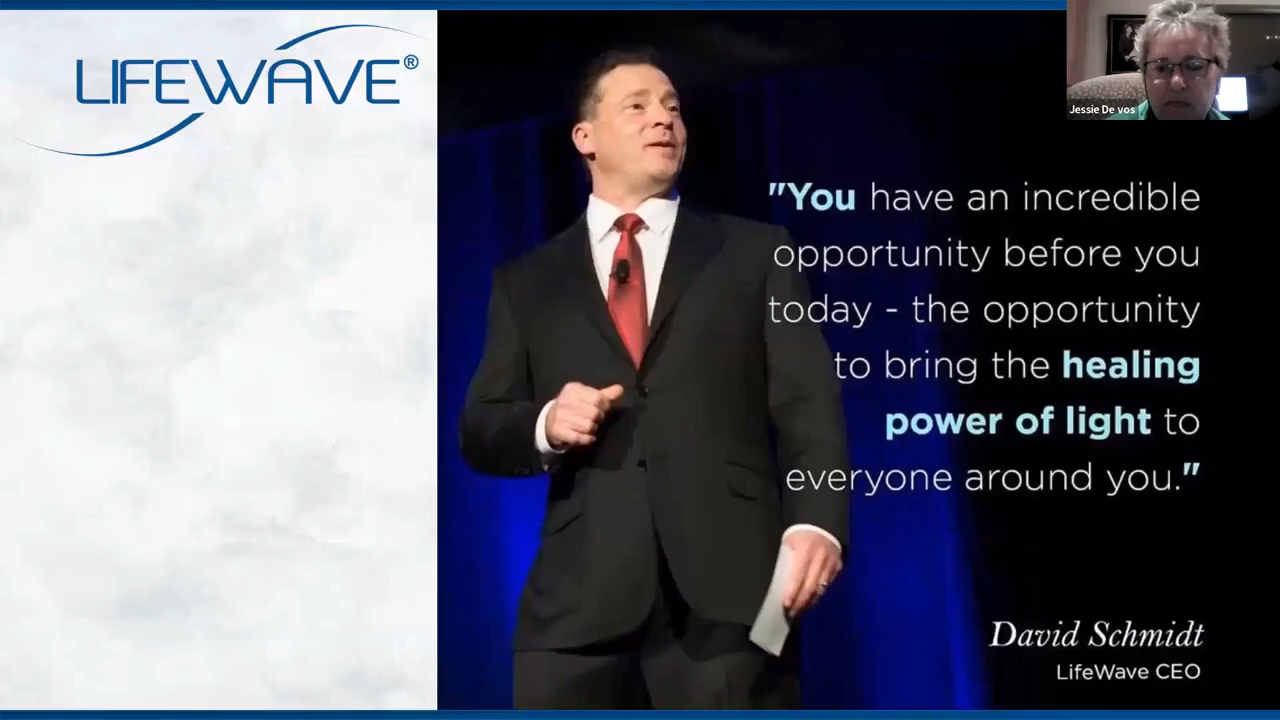 LIFEWAVE®
Jessie De vos
"You have an incredible
opportunity before you
today - the opportunity
to bring the healing
power of light to
everyone around you."
David Schmidt
LifeWave CEO